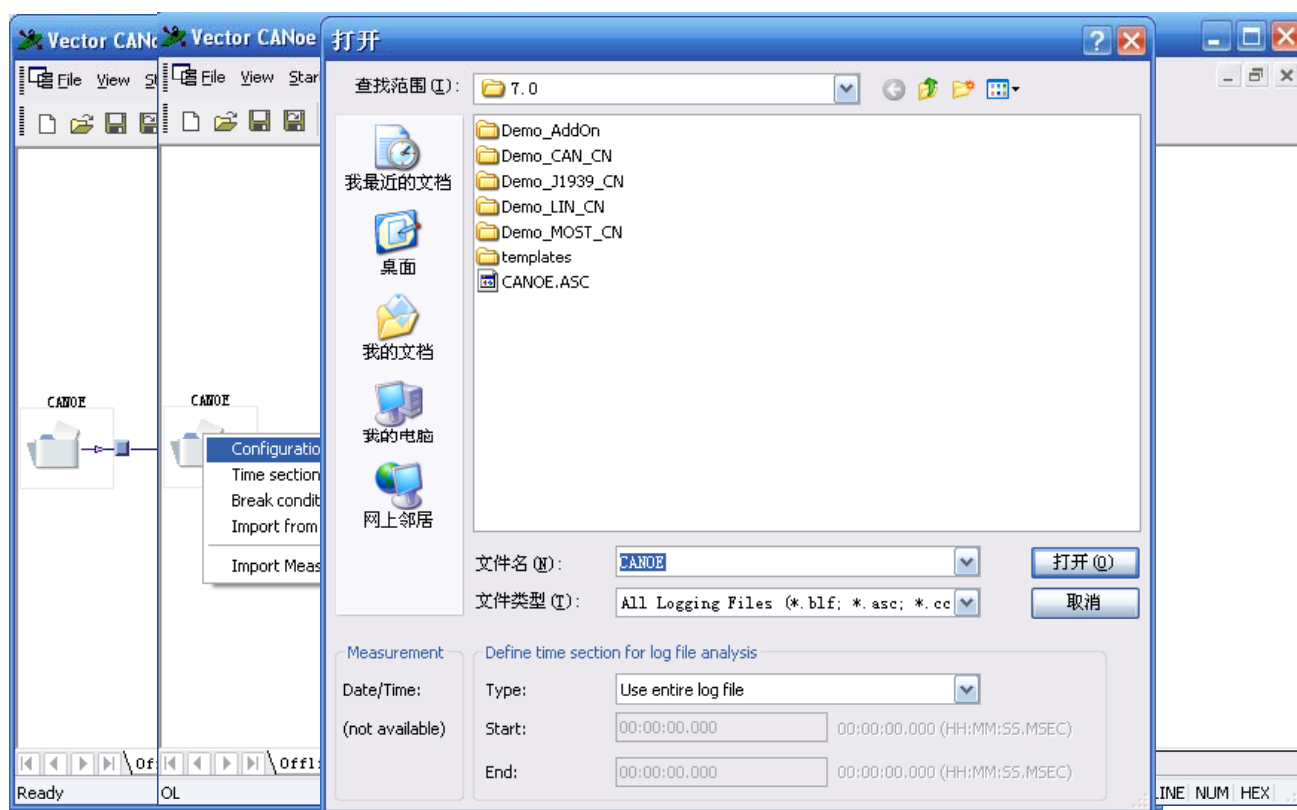 Vector CANo
Vector CANoe
打开
File View St
File View Star
查找范围(I):
7.0
我最近的文档
桌面
我的文档
我的电脑
网上邻居
Demo_AddOn
Demo_CAN_CN
Demo_J1939_CN
Demo_LIN_CN
Demo_MOST_CN
templates
CANOE.ASC
CANOE
CANOE
Configuratio
Time section
Break condit
Import from
Import Meas
文件名(N):
CANOE
打开(O)
文件类型(T):
All Logging Files (*.blf; *.asc; *.cc
取消
Measurement
Date/Time:
(not available)
Define time section for log file analysis
Type:
Use entire log file
Start:
00:00:00.000
00:00:00.000 (HH:MM:SS.MSEC)
End:
00:00:00.000
00:00:00.000 (HH:MM:SS.MSEC)
Of
Offl
Ready
OL
LINE NUM HEX